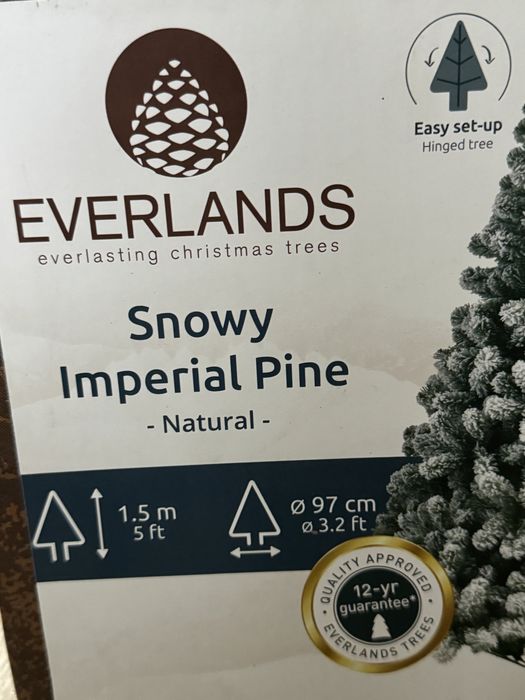 Easy set-up
Hinged tree
EVERLANDS
everlasting christmas trees
Snowy
Imperial Pine
- Natural -
1.5 m
5 ft
Ø 97 cm
Ø 3.2 ft
QUALITY APPROVED
12-yr
guarantee*
EVERLANDS TREES